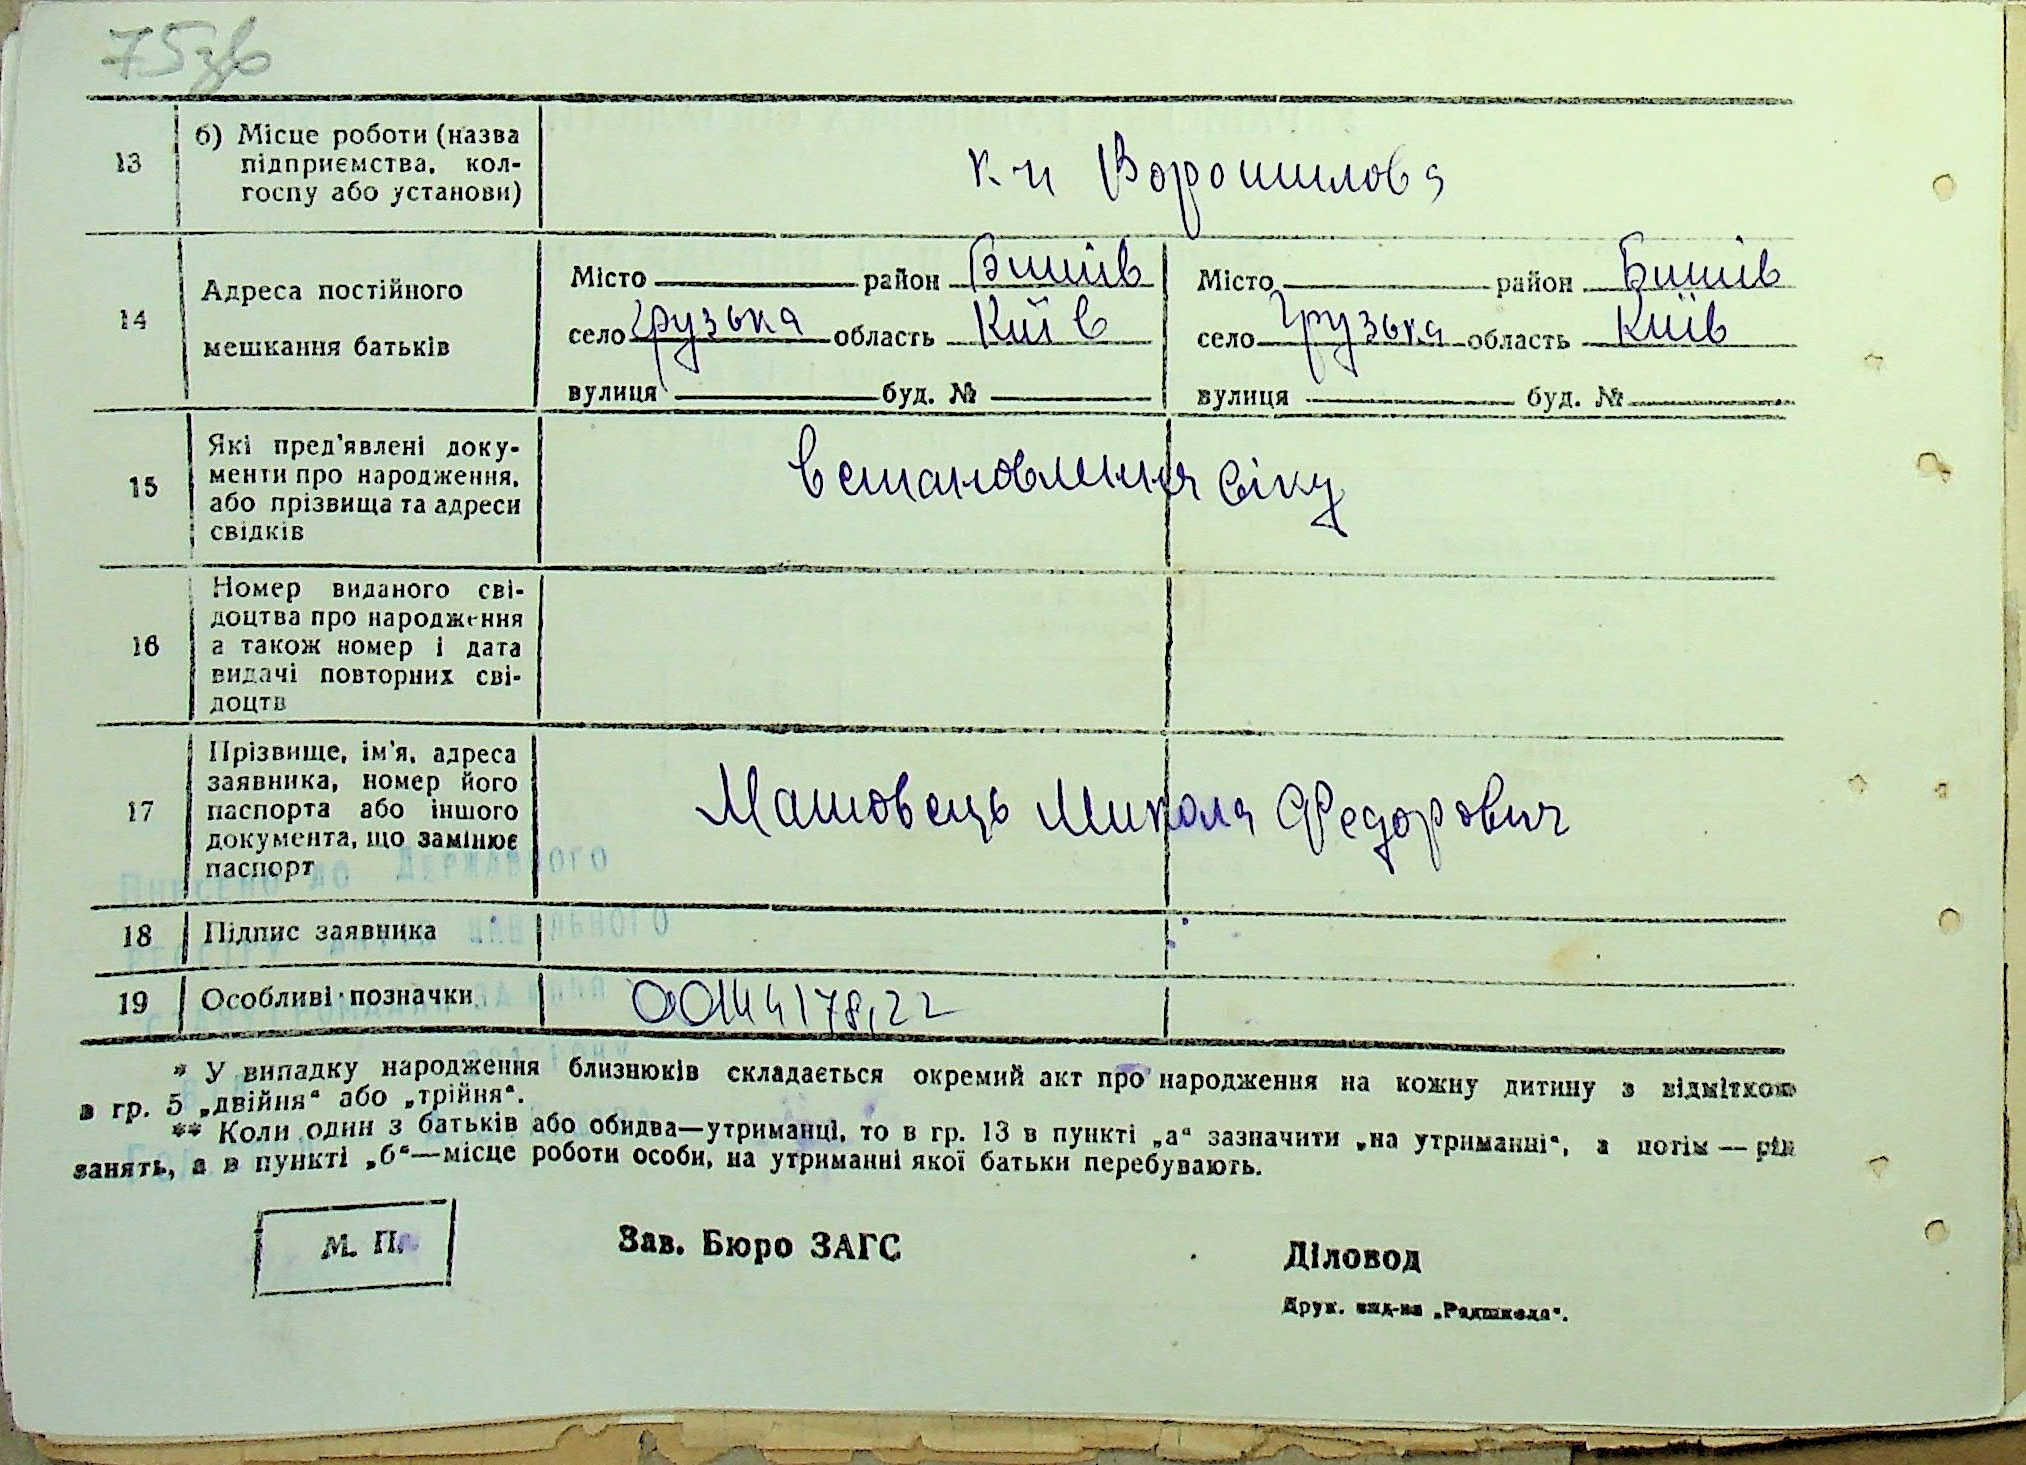 75зв
13 б) Місце роботи (назва
підприємства, кол-
госпу або установи)
к-п Ворошилова
14 Адреса постійного
мешкання батьків
Місто район Бишів Місто район Бишів
село Грузька область Київ село Грузька область Київ
вулиця буд. № вулиця буд. №
15 Які пред'явлені доку-
менти про народження,
або прізвища та адреси
свідків
встановлення віку
16 Номер виданого сві-
доцтва про народження
а також номер і дата
видачі повторних сві-
доцтв
17 Прізвище, ім'я, адреса
заявника, номер його
паспорта або іншого
документа, що замінює
паспорт
Машовець Микола Федорович
18 Підпис заявника
19 Особливі позначки 00144178,22
* У випадку народження близнюків складається окремий акт про народження на кожну дитину з відміткою
в гр. 5 „двійня“ або „трійня“.
** Коли один з батьків або обидва—утриманці, то в гр. 13 в пункті „а“ зазначити „на утриманні“, а потім — рід
занять, а в пункті „б“—місце роботи особи, на утриманні якої батьки перебувають.
М. П.
Зав. Бюро ЗАГС
Діловод
Друк. вид-ва „Радшкола“.